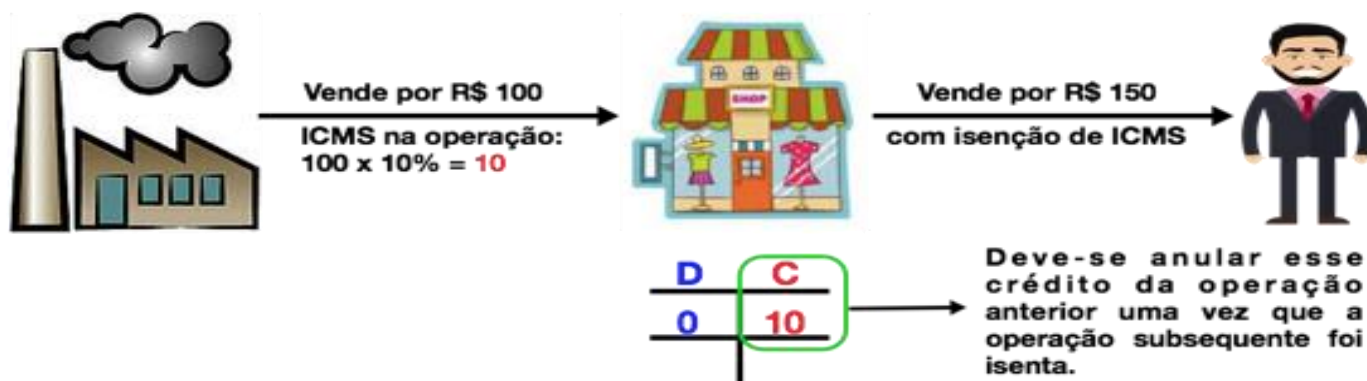 Vende por R$ 100
ICMS na operação:
100 x 10% = 10
SHOP
Vende por R$ 150
com isenção de ICMS
D C
0 10
Deve-se anular esse
crédito da operação
anterior uma vez que a
operação subsequente foi
isenta.